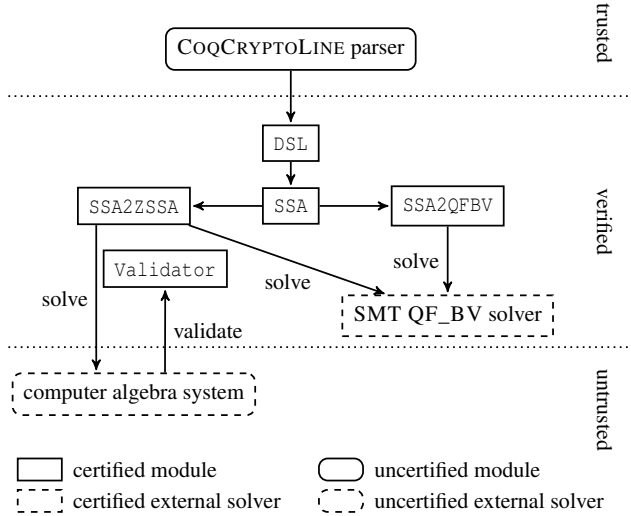 COQCRYPTOLINE parser
trusted
DSL
SSA2ZSSA
SSA
SSA2QFBV
verified
Validator
solve
solve
solve
validate
SMT QF_BV solver
computer algebra system
untrusted
certified module
uncertified module
certified external solver
uncertified external solver